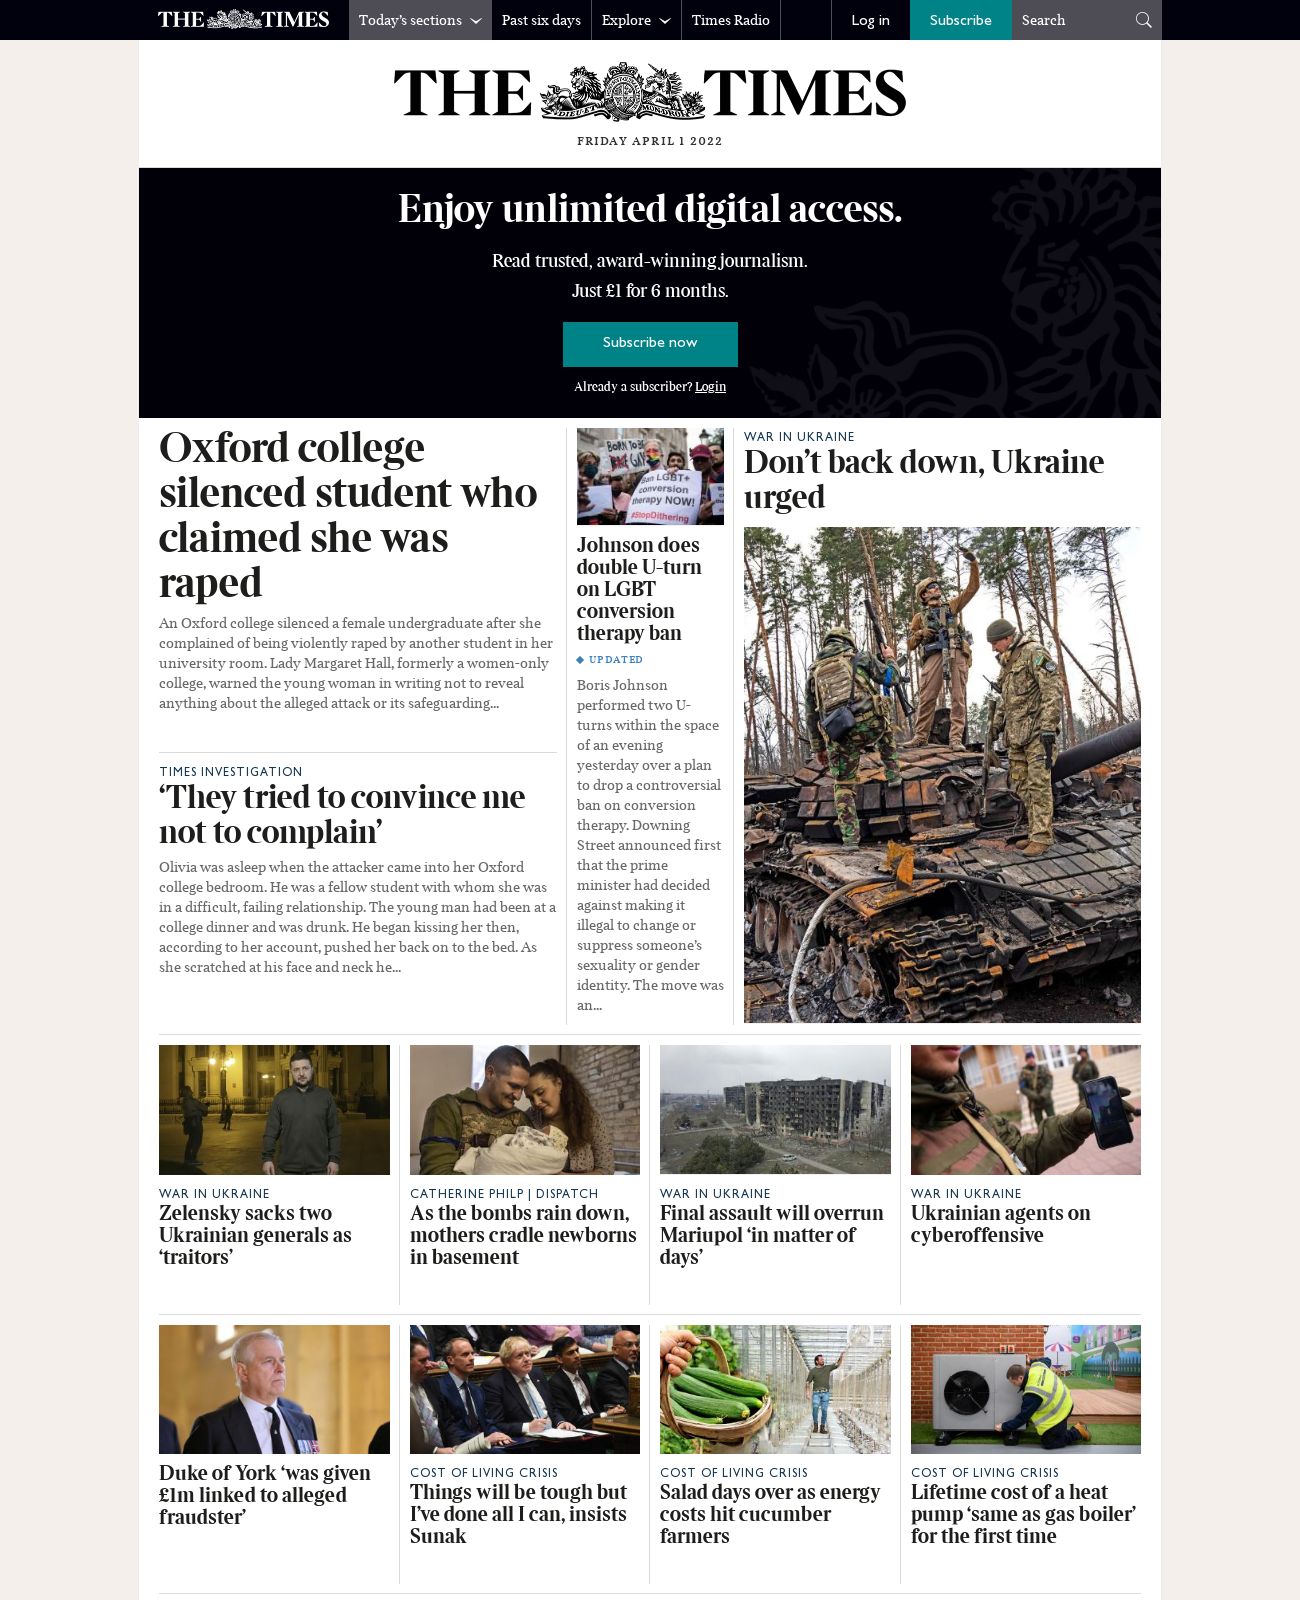 THE TIMES
Today's sections
Past six days
Explore
Times Radio
Log in
Subscribe
Search
THE TIMES
DIEU ET MON DROIT
FRIDAY APRIL 1 2022
Enjoy unlimited digital access.
Read trusted, award-winning journalism.
Just £1 for 6 months.
Subscribe now
Already a subscriber? Login
Oxford college
silenced student who
claimed she was
raped
An Oxford college silenced a female undergraduate after she
complained of being violently raped by another student in her
university room. Lady Margaret Hall, formerly a women-only
college, warned the young woman in writing not to reveal
anything about the alleged attack or its safeguarding...
TIMES INVESTIGATION
‘They tried to convince me
not to complain’
Olivia was asleep when the attacker came into her Oxford
college bedroom. He was a fellow student with whom she was
in a difficult, failing relationship. The young man had been at a
college dinner and was drunk. He began kissing her then,
according to her account, pushed her back on to the bed. As
she scratched at his face and neck he...
BORN TO BE
GAY
Ban LGBT+
conversion
therapy NOW!
#StopDithering
Johnson does
double U-turn
on LGBT
conversion
therapy ban
UPDATED
Boris Johnson
performed two U-
turns within the space
of an evening
yesterday over a plan
to drop a controversial
ban on conversion
therapy. Downing
Street announced first
that the prime
minister had decided
against making it
illegal to change or
suppress someone’s
sexuality or gender
identity. The move was
an...
WAR IN UKRAINE
Don’t back down, Ukraine
urged
WAR IN UKRAINE
Zelensky sacks two
Ukrainian generals as
‘traitors’
CATHERINE PHILP | DISPATCH
As the bombs rain down,
mothers cradle newborns
in basement
WAR IN UKRAINE
Final assault will overrun
Mariupol ‘in matter of
days’
WAR IN UKRAINE
Ukrainian agents on
cyberoffensive
Duke of York ‘was given
£1m linked to alleged
fraudster’
COST OF LIVING CRISIS
Things will be tough but
I’ve done all I can, insists
Sunak
COST OF LIVING CRISIS
Salad days over as energy
costs hit cucumber
farmers
COST OF LIVING CRISIS
Lifetime cost of a heat
pump ‘same as gas boiler’
for the first time